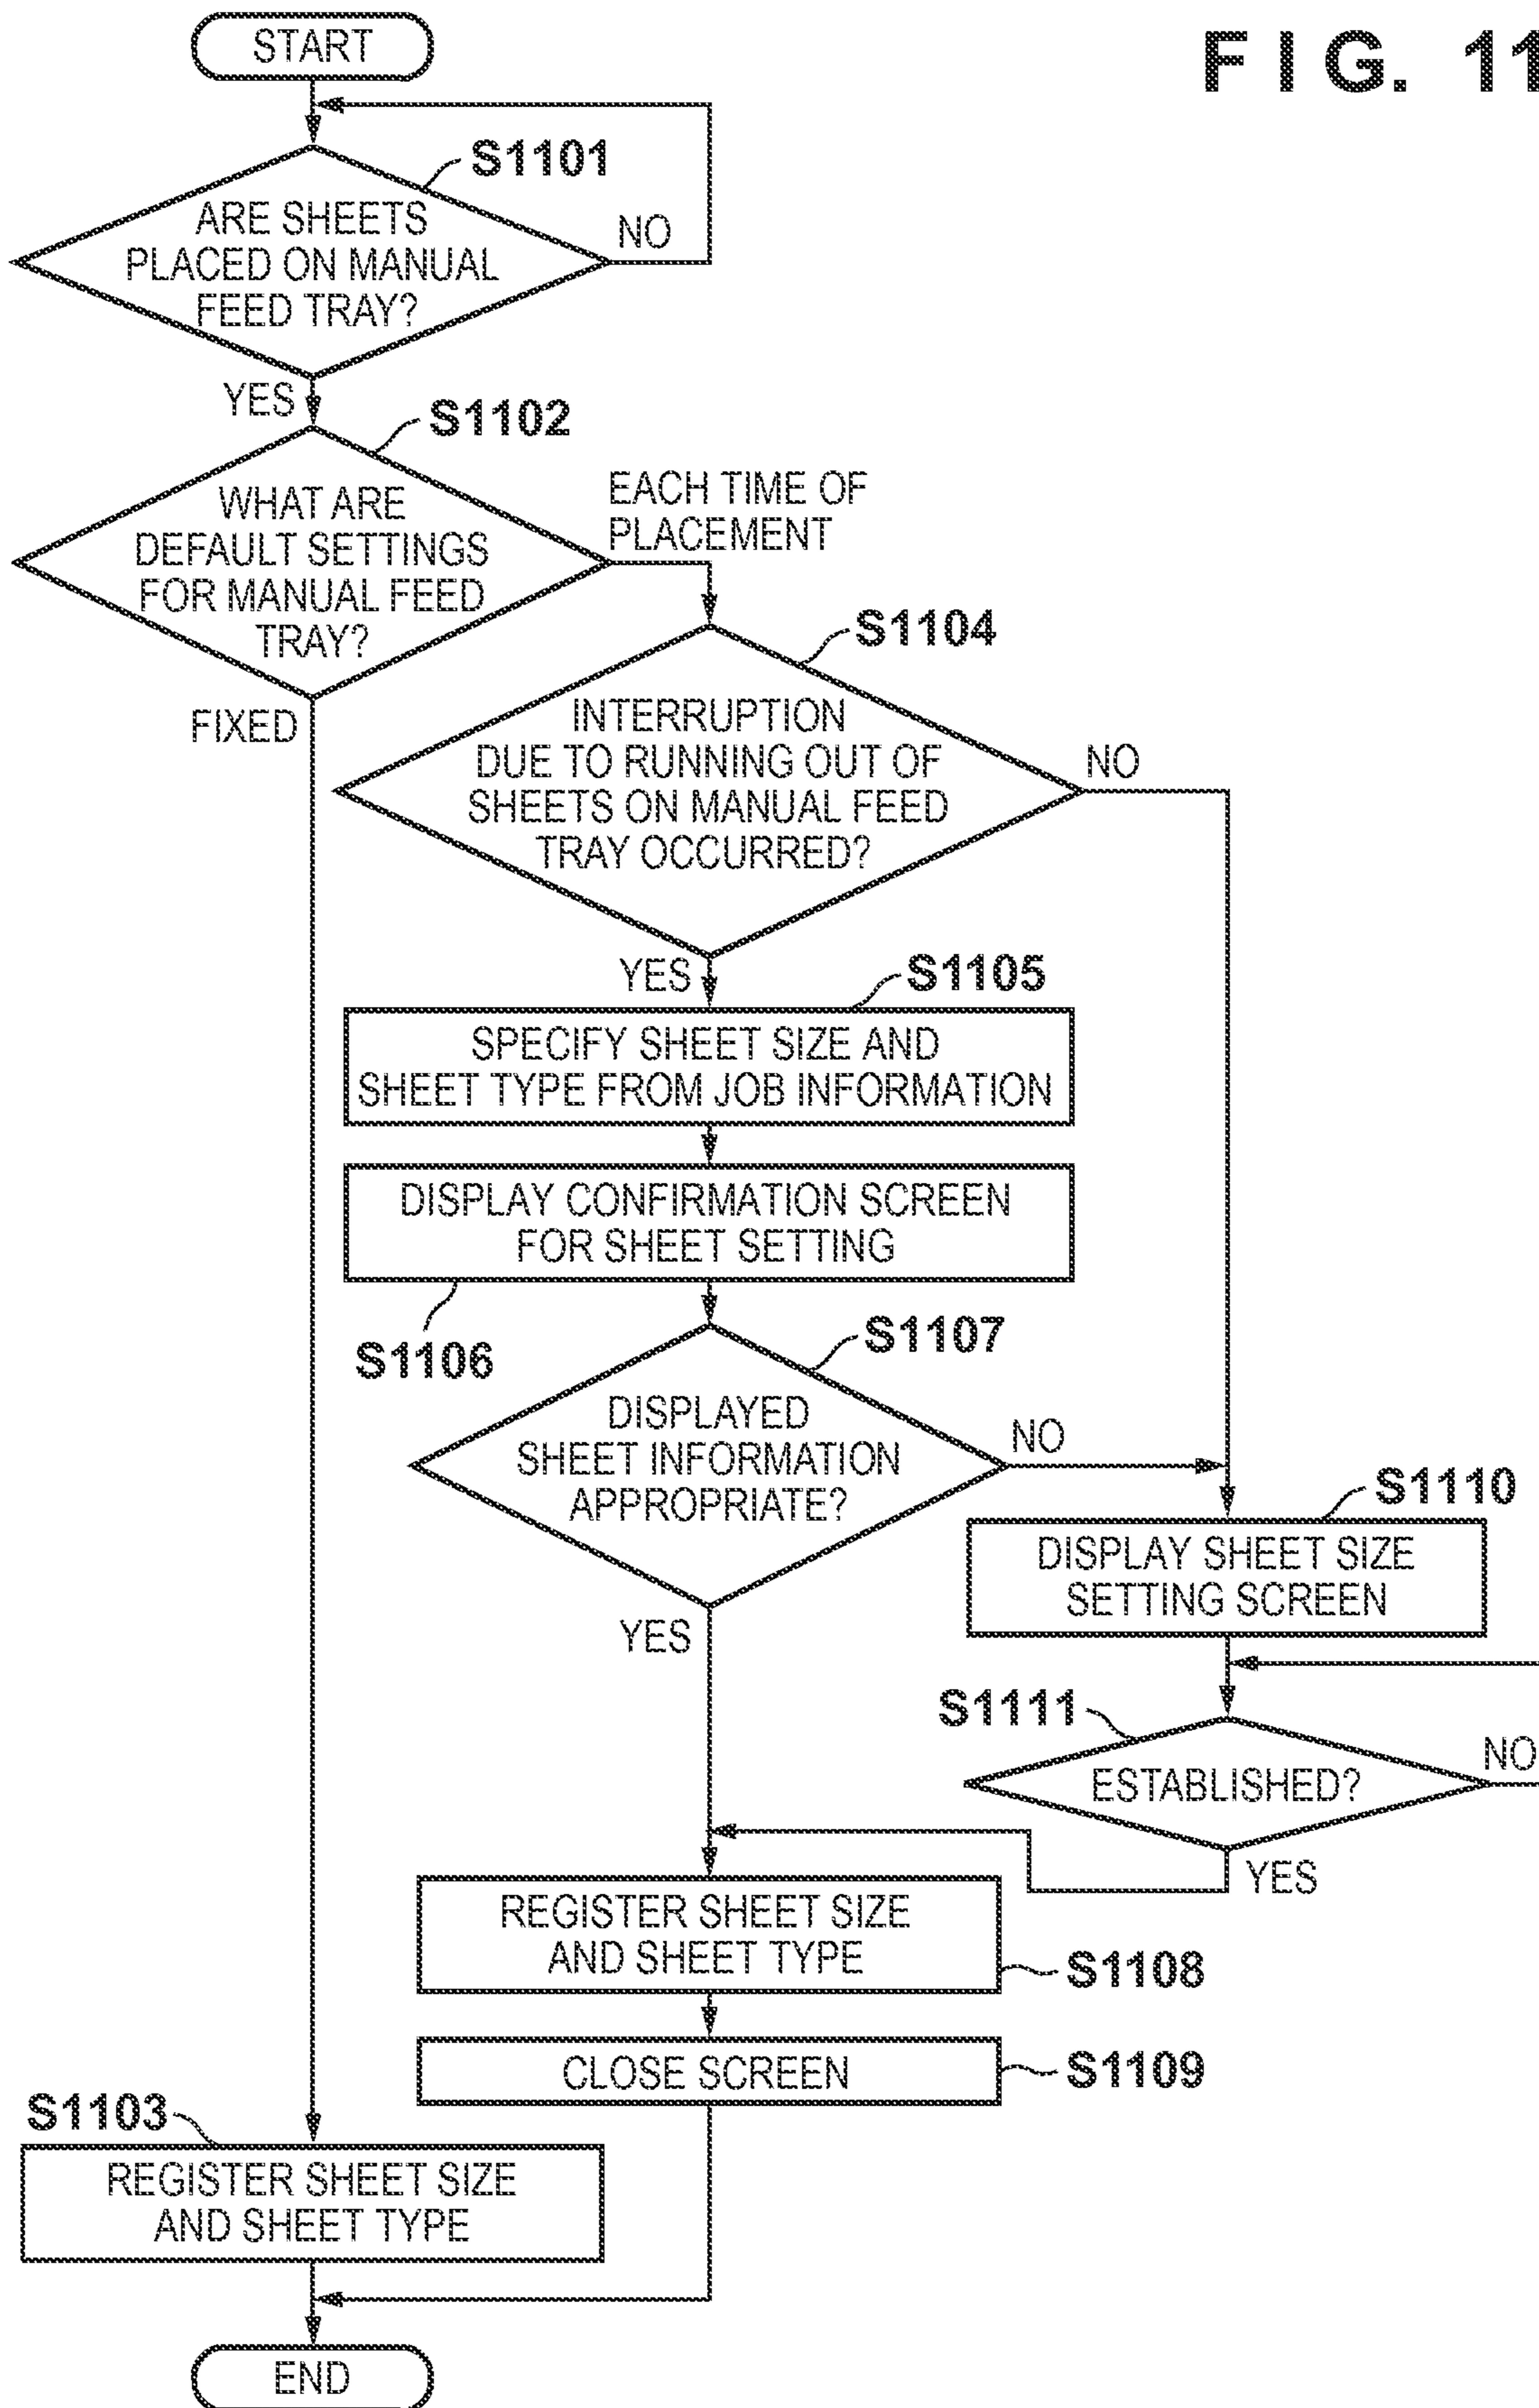 FIG. 11
START
S1101
ARE SHEETS
PLACED ON MANUAL
FEED TRAY?
NO
YES
S1102
WHAT ARE
DEFAULT SETTINGS
FOR MANUAL FEED
TRAY?
EACH TIME OF
PLACEMENT
FIXED
S1104
INTERRUPTION
DUE TO RUNNING OUT OF
SHEETS ON MANUAL FEED
TRAY OCCURRED?
NO
YES
S1105
SPECIFY SHEET SIZE AND
SHEET TYPE FROM JOB INFORMATION
DISPLAY CONFIRMATION SCREEN
FOR SHEET SETTING
S1106
S1107
DISPLAYED
SHEET INFORMATION
APPROPRIATE?
NO
YES
S1110
DISPLAY SHEET SIZE
SETTING SCREEN
S1111
ESTABLISHED?
NO
YES
REGISTER SHEET SIZE
AND SHEET TYPE
S1108
CLOSE SCREEN
S1109
S1103
REGISTER SHEET SIZE
AND SHEET TYPE
END